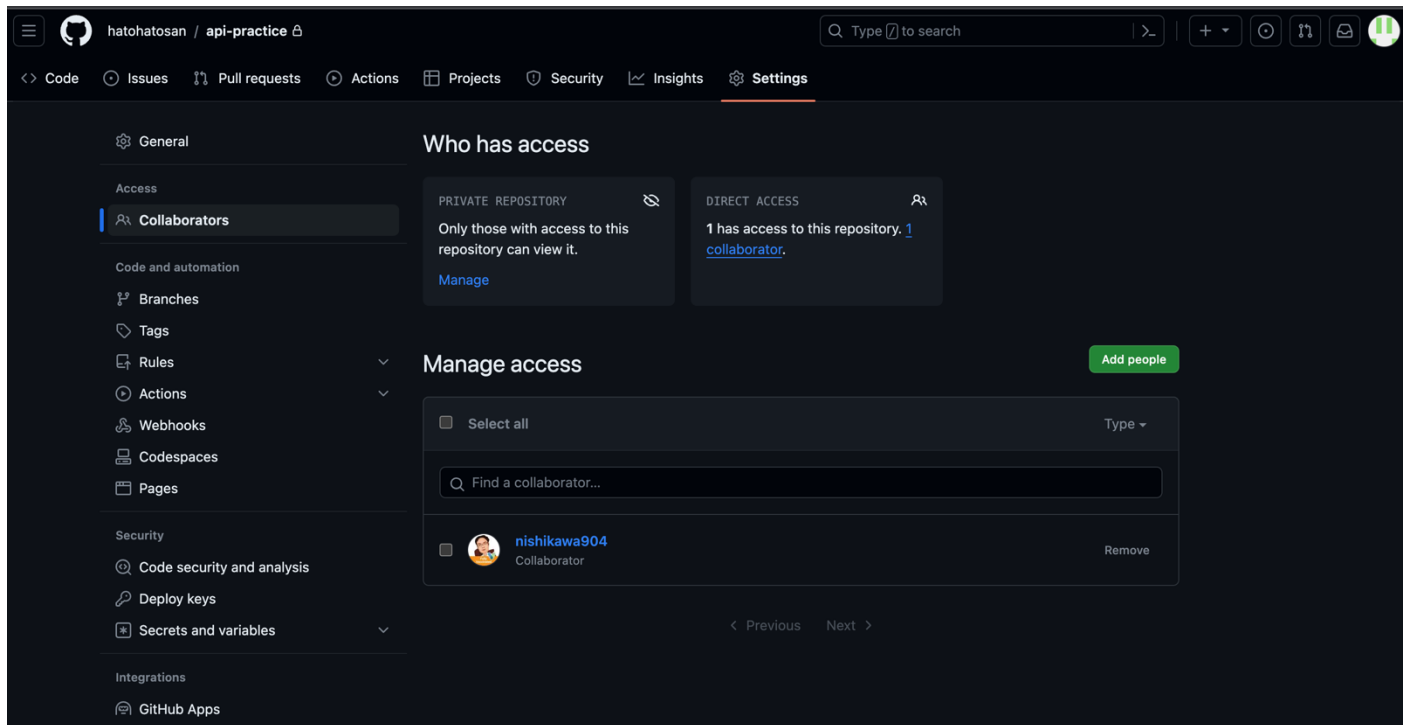 hatohatosan / api-practice
Type / to search
Code
Issues
Pull requests
Actions
Projects
Security
Insights
Settings
General
Access
Collaborators
Code and automation
Branches
Tags
Rules
Actions
Webhooks
Codespaces
Pages
Security
Code security and analysis
Deploy keys
Secrets and variables
Integrations
GitHub Apps
Who has access
PRIVATE REPOSITORY
Only those with access to this
repository can view it.
Manage
DIRECT ACCESS
1 has access to this repository. 1
collaborator.
Manage access
Add people
Select all
Type
Find a collaborator...
nishikawa904
Collaborator
Remove
Previous
Next